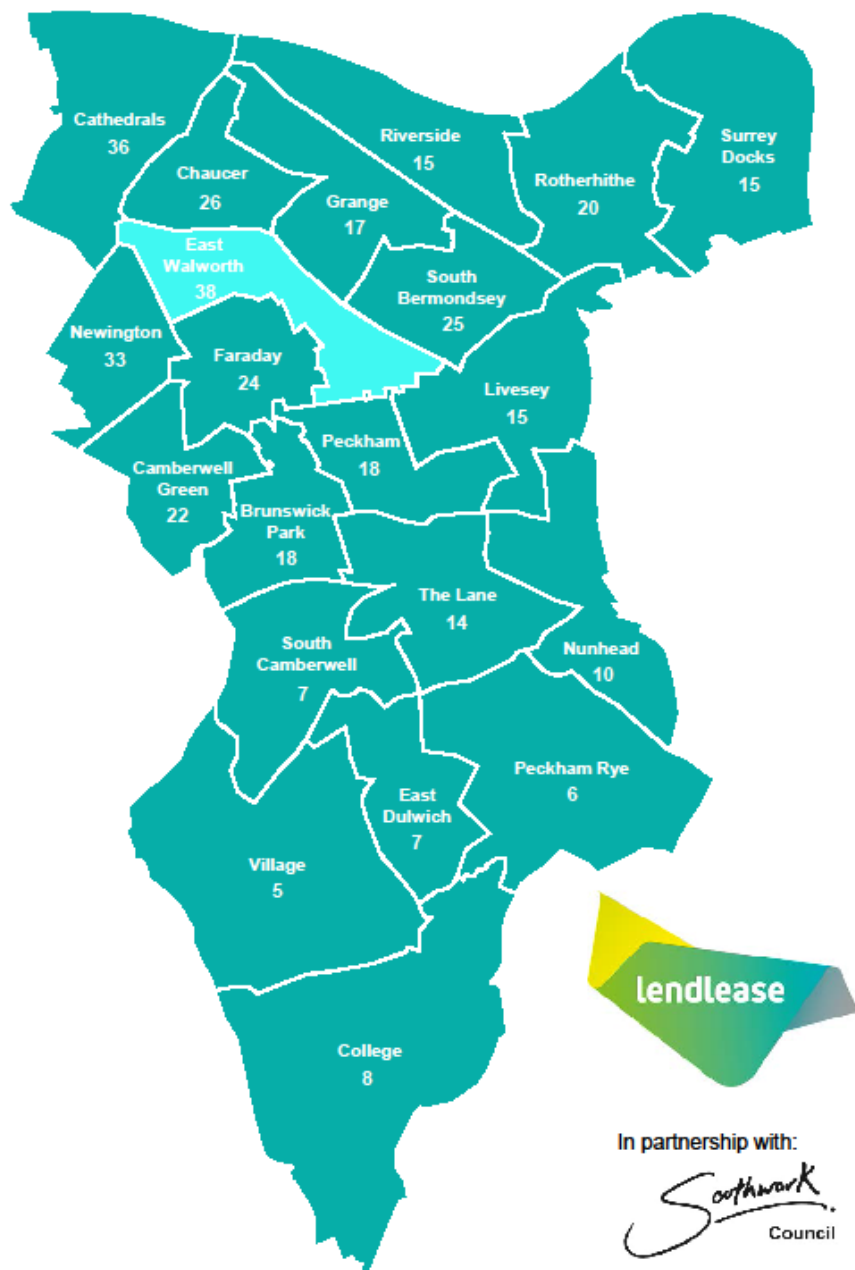 Cathedrals
36
Chaucer
26
Riverside
15
Grange
17
Rotherhithe
20
Surrey
Docks
15
East
Walworth
38
South
Bermondsey
25
Newington
33
Faraday
24
Livesey
15
Peckham
18
Camberwell
Green
22
Brunswick
Park
18
The Lane
14
South
Camberwell
7
Nunhead
10
Peckham Rye
6
East
Dulwich
7
Village
5
College
8
lendlease
In partnership with:
Southwark
Council